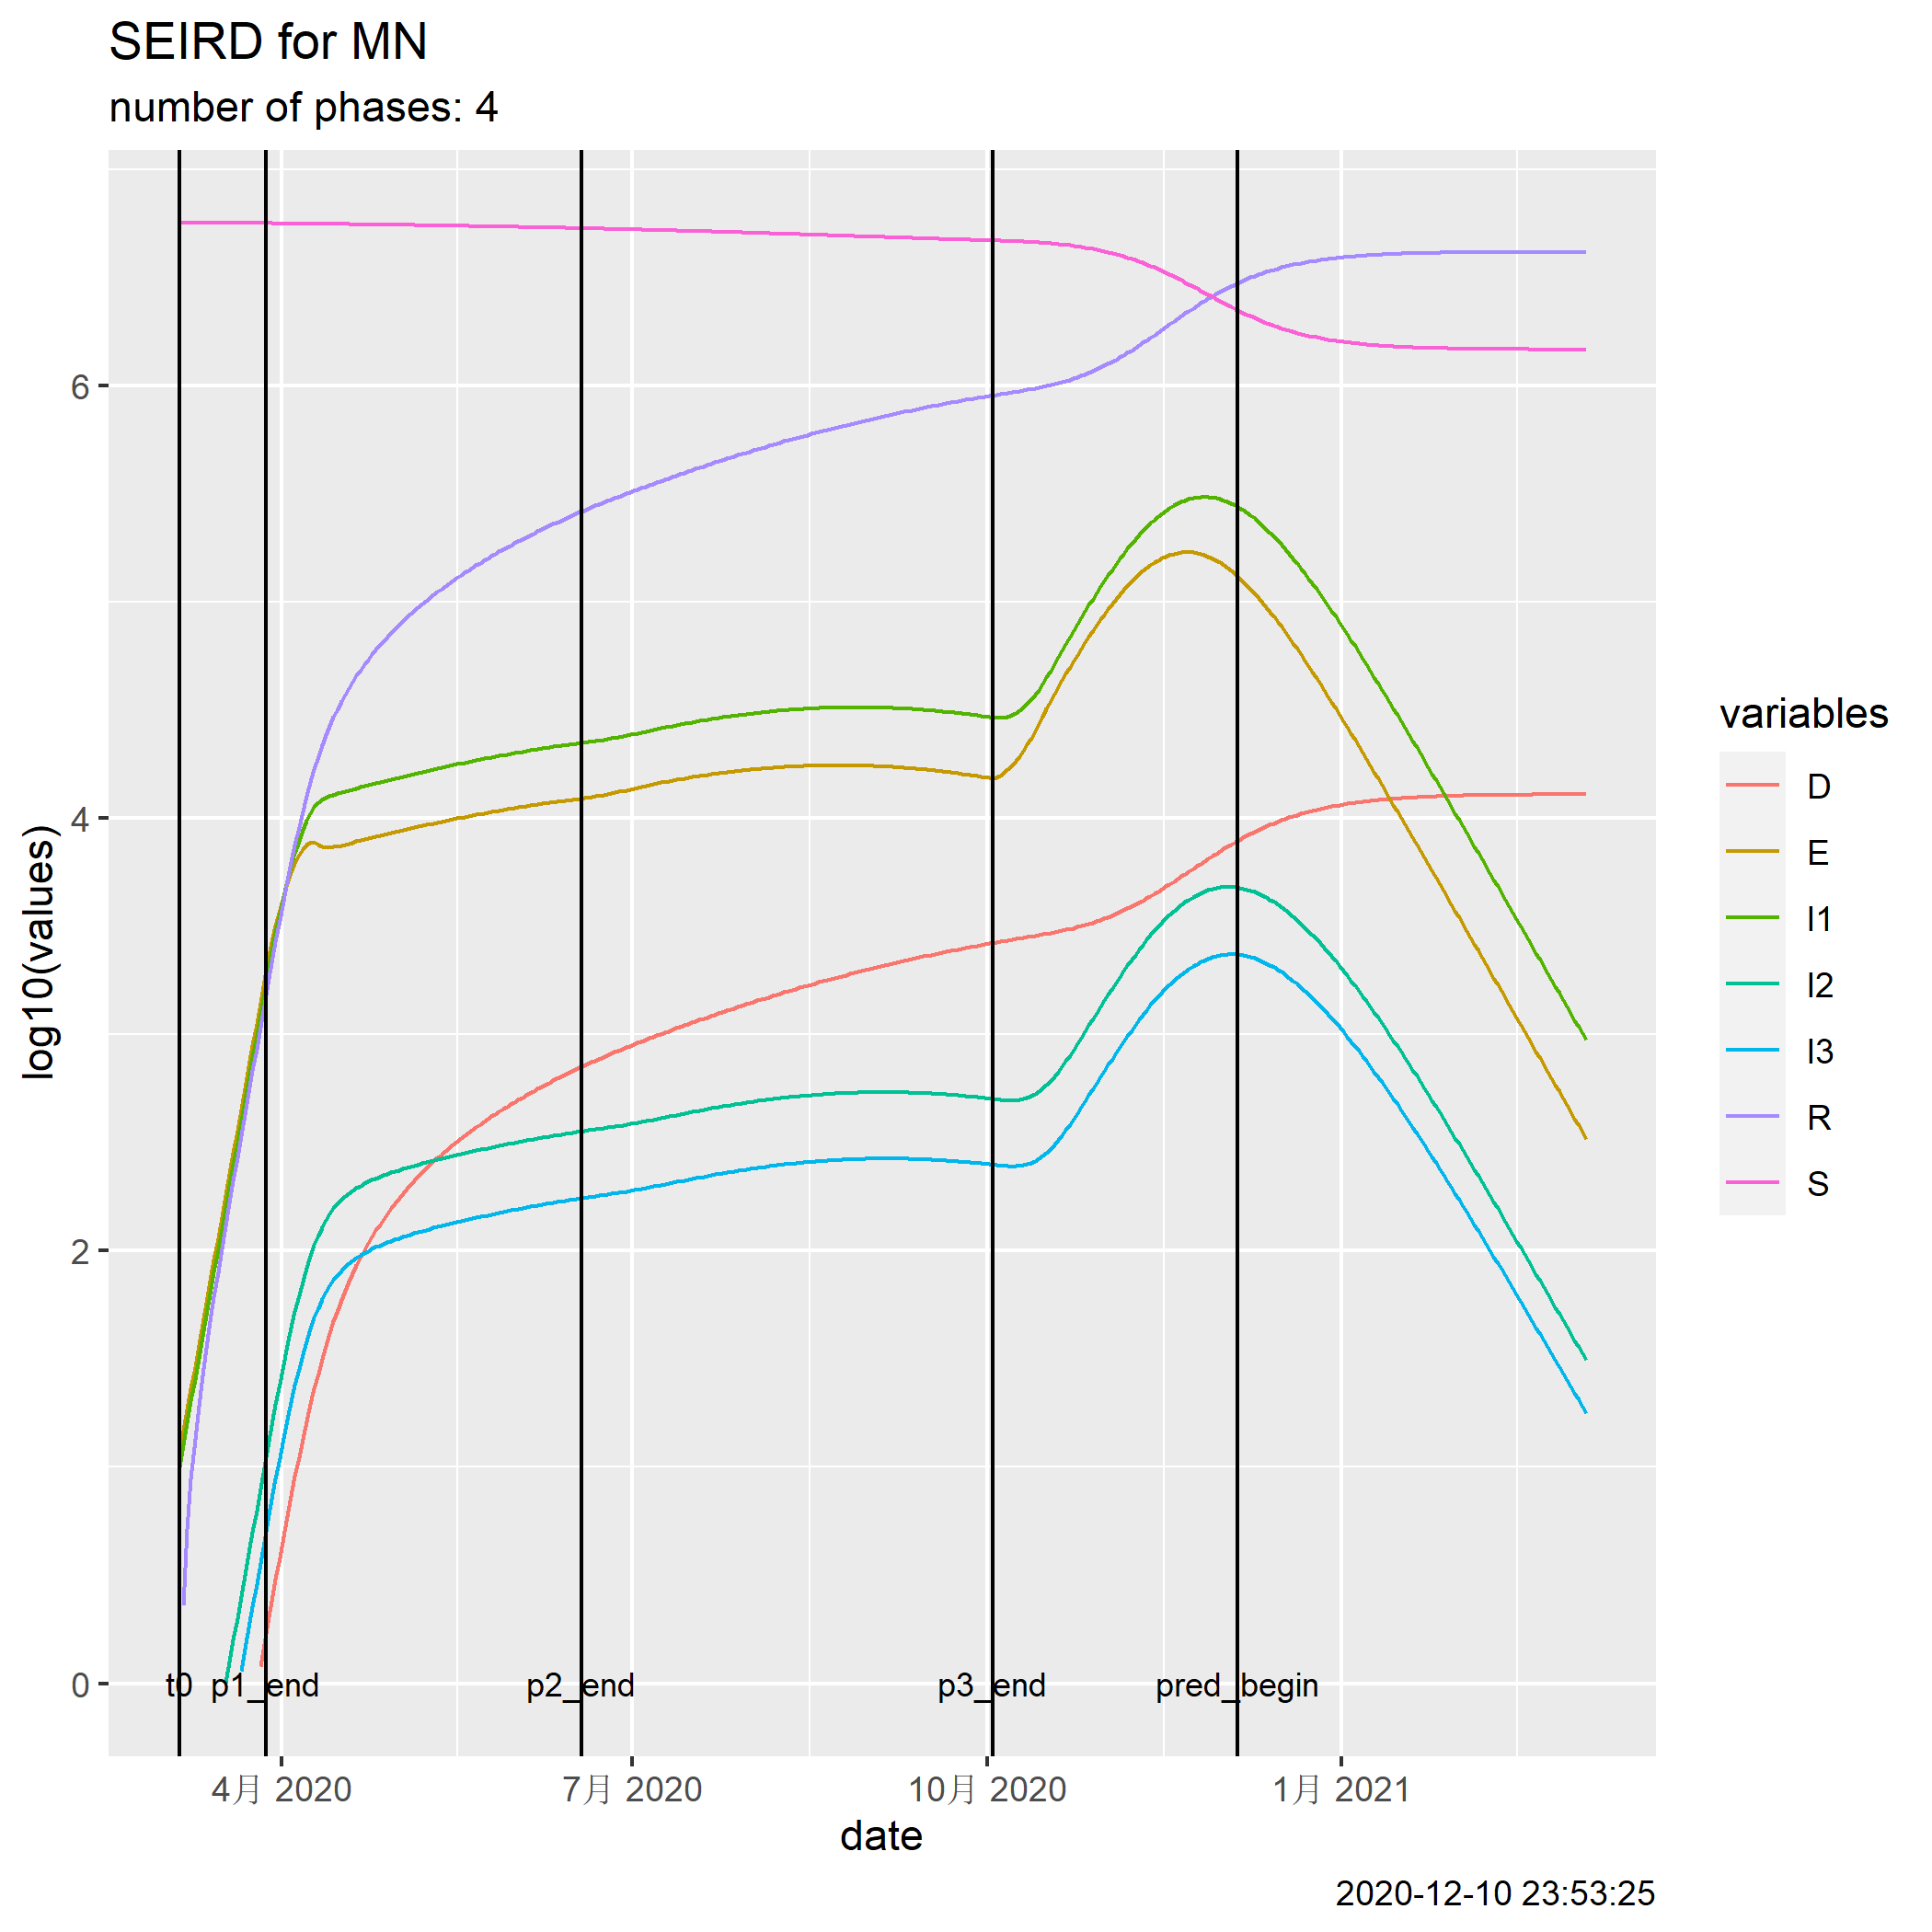 SEIRD for MN
number of phases: 4
log10(values)
6
4
2
0
t0 p1_end p2_end p3_end pred_begin
4月 2020 7月 2020 10月 2020 1月 2021
date
variables
D
E
I1
I2
I3
R
S
2020-12-10 23:53:25